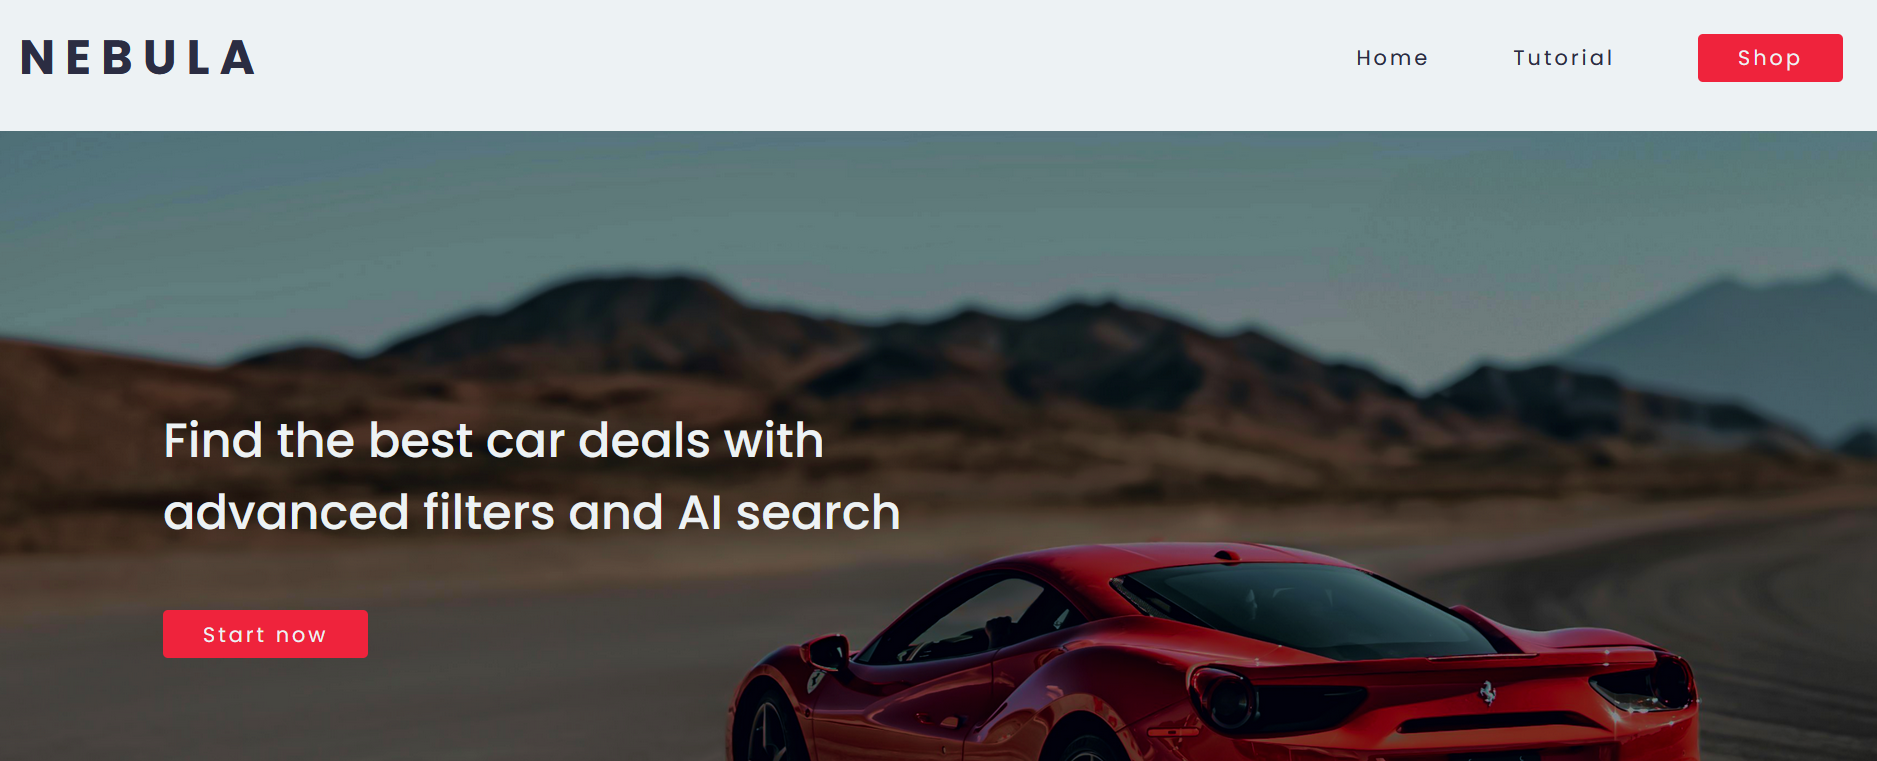 NEBULA
Home
Tutorial
Shop
Find the best car deals with
advanced filters and AI search
Start now